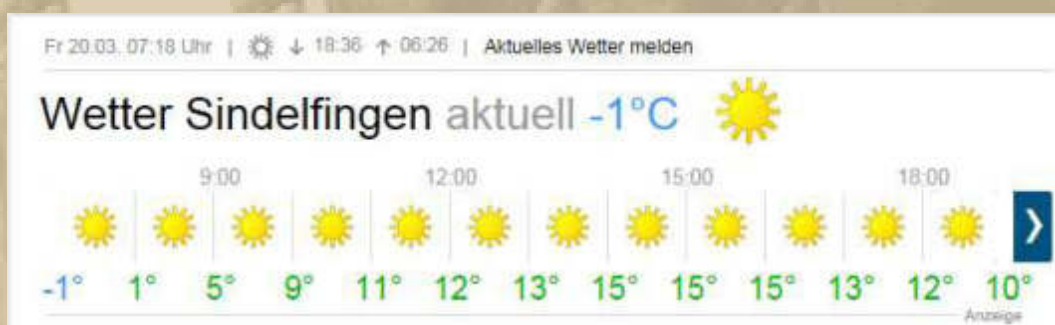 Fr 20.03. 07:18 Uhr | ↓ 18:36 ↑ 06:26 | Aktuelles Wetter melden
Wetter Sindelfingen aktuell -1°C
9:00 12:00 15:00 18:00
-1° 1° 5° 9° 11° 12° 13° 15° 15° 15° 13° 12° 10°
Anzeige